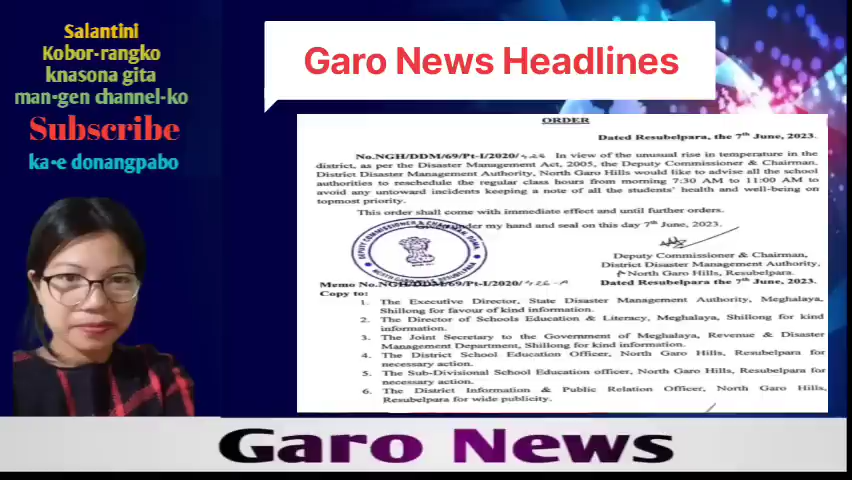 Salantini
Kobor-rangko
knasona gita
man•gen channel-ko
Subscribe
ka•e donangpabo
Garo News Headlines
ORDER
Dated Resubelpara, the 7th June, 2023.
No.NGH/DDM/69/Pt-I/2020/ In view of the unusual rise in temperature in the
district, as per the Disaster Management Act, 2005, the Deputy Commissioner & Chairman,
District Disaster Management Authority, North Garo Hills would like to advise all the school
authorities to reschedule the regular class hours from morning 7:30 AM to 11:00 AM to
avoid any untoward incidents keeping a note of all the students' health and well-being on
topmost priority.
This order shall come with immediate effect and until further orders.
under my hand and seal on this day 7th June, 2023.
DEPUTY COMMISSIONER & CHAIRMAN, DDMA
NORTH GARO HILLS, RESUBELPARA
Deputy Commissioner & Chairman,
District Disaster Management Authority,
North Garo Hills, Resubelpara.
Memo No.NGH/DDM/69/Pt-I/2020/ Dated Resubelpara the 7th June, 2023.
Copy to:
1. The Executive Director, State Disaster Management Authority, Meghalaya,
Shillong for favour of kind information.
2. The Director of Schools Education & Literacy, Meghalaya, Shillong for kind
information.
3. The Joint Secretary to the Government of Meghalaya, Revenue & Disaster
Management Department, Shillong for kind information.
4. The District School Education Officer, North Garo Hills, Resubelpara for
necessary action.
5. The Sub-Divisional School Education officer, North Garo Hills, Resubelpara for
necessary action.
6. The District Information & Public Relation Officer, North Garo Hills,
Resubelpara for wide publicity.
Garo News